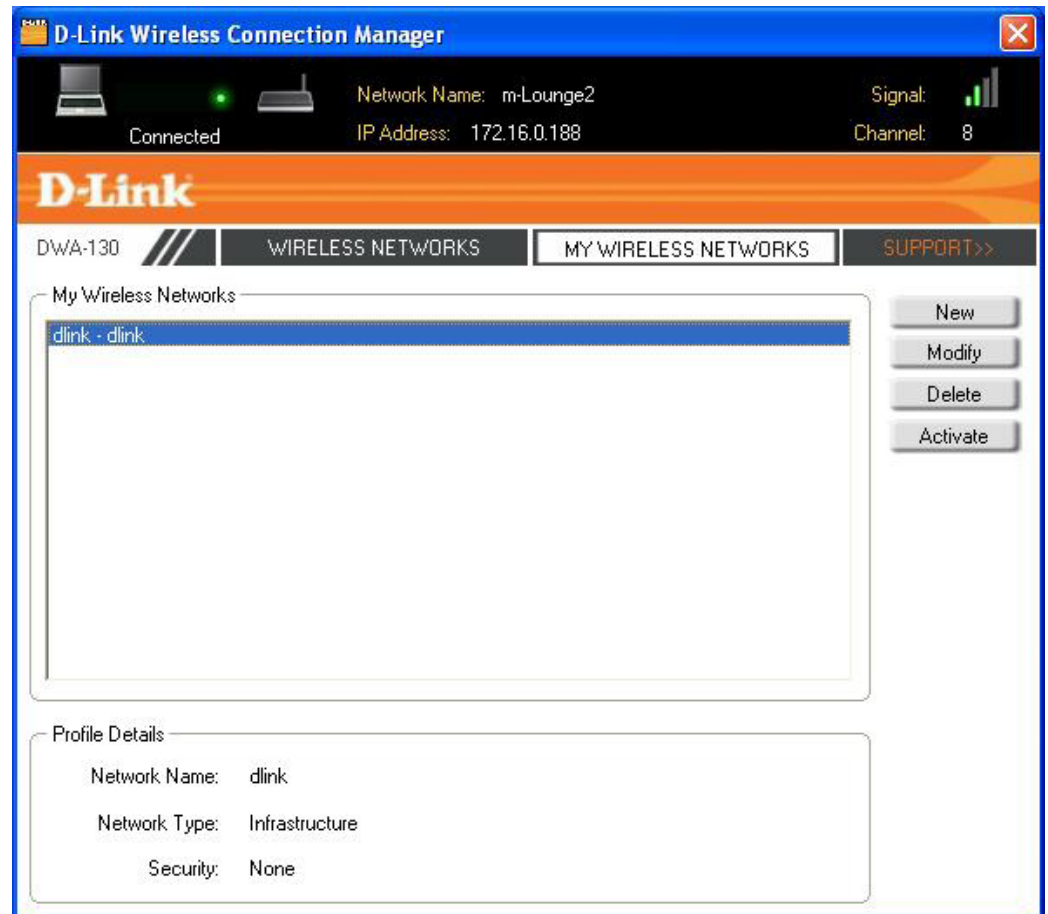 D-Link Wireless Connection Manager
Network Name: m-Lounge2 Signal:
Connected IP Address: 172.16.0.188 Channel: 8
D-Link
DWA-130 WIRELESS NETWORKS MY WIRELESS NETWORKS SUPPORT>>
My Wireless Networks
dlink - dlink
New
Modify
Delete
Activate
Profile Details
Network Name: dlink
Network Type: Infrastructure
Security: None